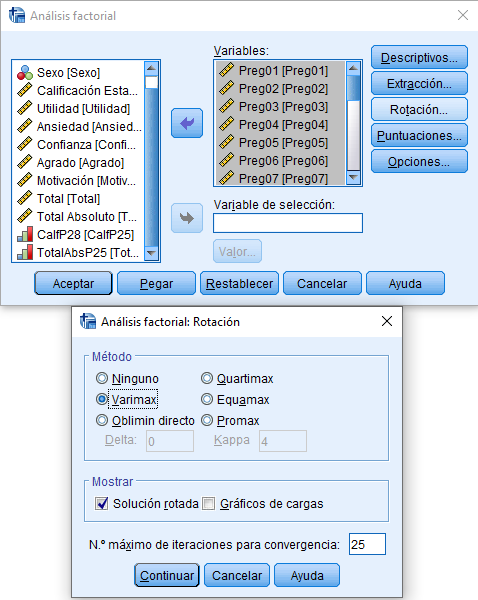 Análisis factorial
Variables:
Sexo [Sexo]
Calificación Esta...
Utilidad [Utilidad]
Ansiedad [Ansied...
Confianza [Confi...
Agrado [Agrado]
Motivación [Motiv...
Total [Total]
Total Absoluto [T...
CalfP28 [CalfP25]
TotalAbsP25 [Tot...
Preg01 [Preg01]
Preg02 [Preg02]
Preg03 [Preg03]
Preg04 [Preg04]
Preg05 [Preg05]
Preg06 [Preg06]
Preg07 [Preg07]
Variable de selección:
Valor...
Descriptivos...
Extracción...
Rotación...
Puntuaciones...
Opciones...
Aceptar Pegar Restablecer Cancelar Ayuda
Análisis factorial: Rotación
Método
Ninguno Quartimax
Varimax Equamax
Oblimin directo Promax
Delta: 0 Kappa 4
Mostrar
Solución rotada Gráficos de cargas
N.º máximo de iteraciones para convergencia: 25
Continuar Cancelar Ayuda